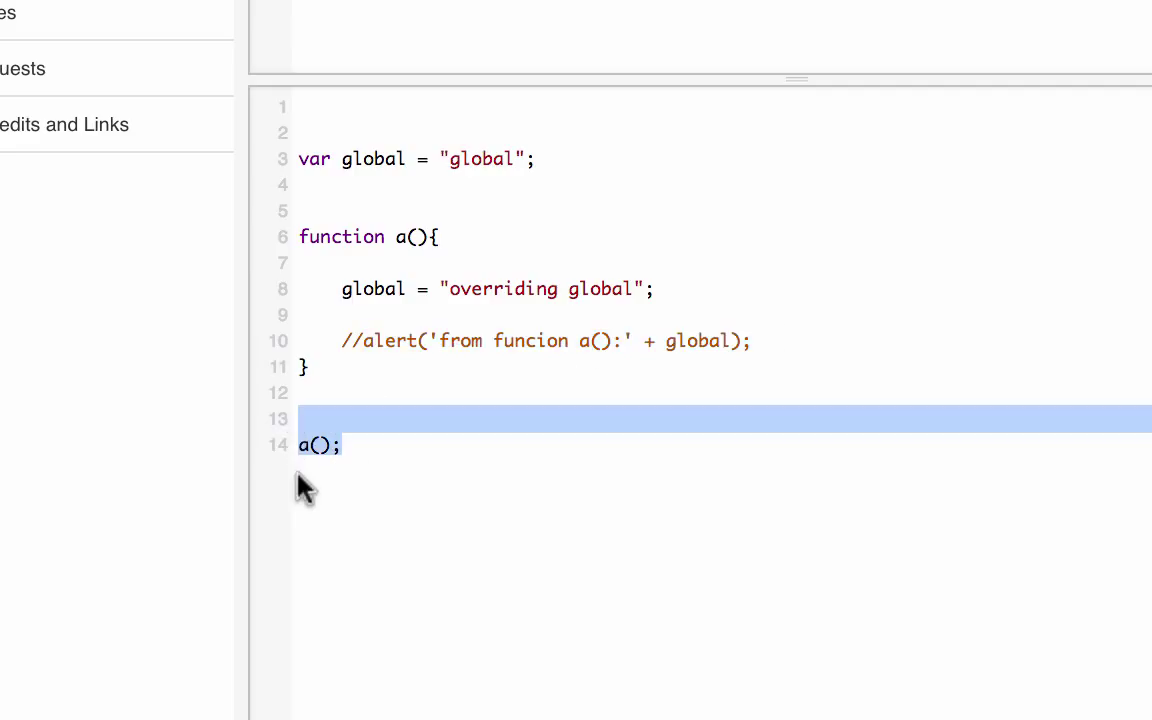 es
uests
edits and Links
1
2
3 var global = "global";
4
5
6 function a(){
7
8 global = "overriding global";
9
10 //alert('from funcion a():' + global);
11 }
12
13
14 a();